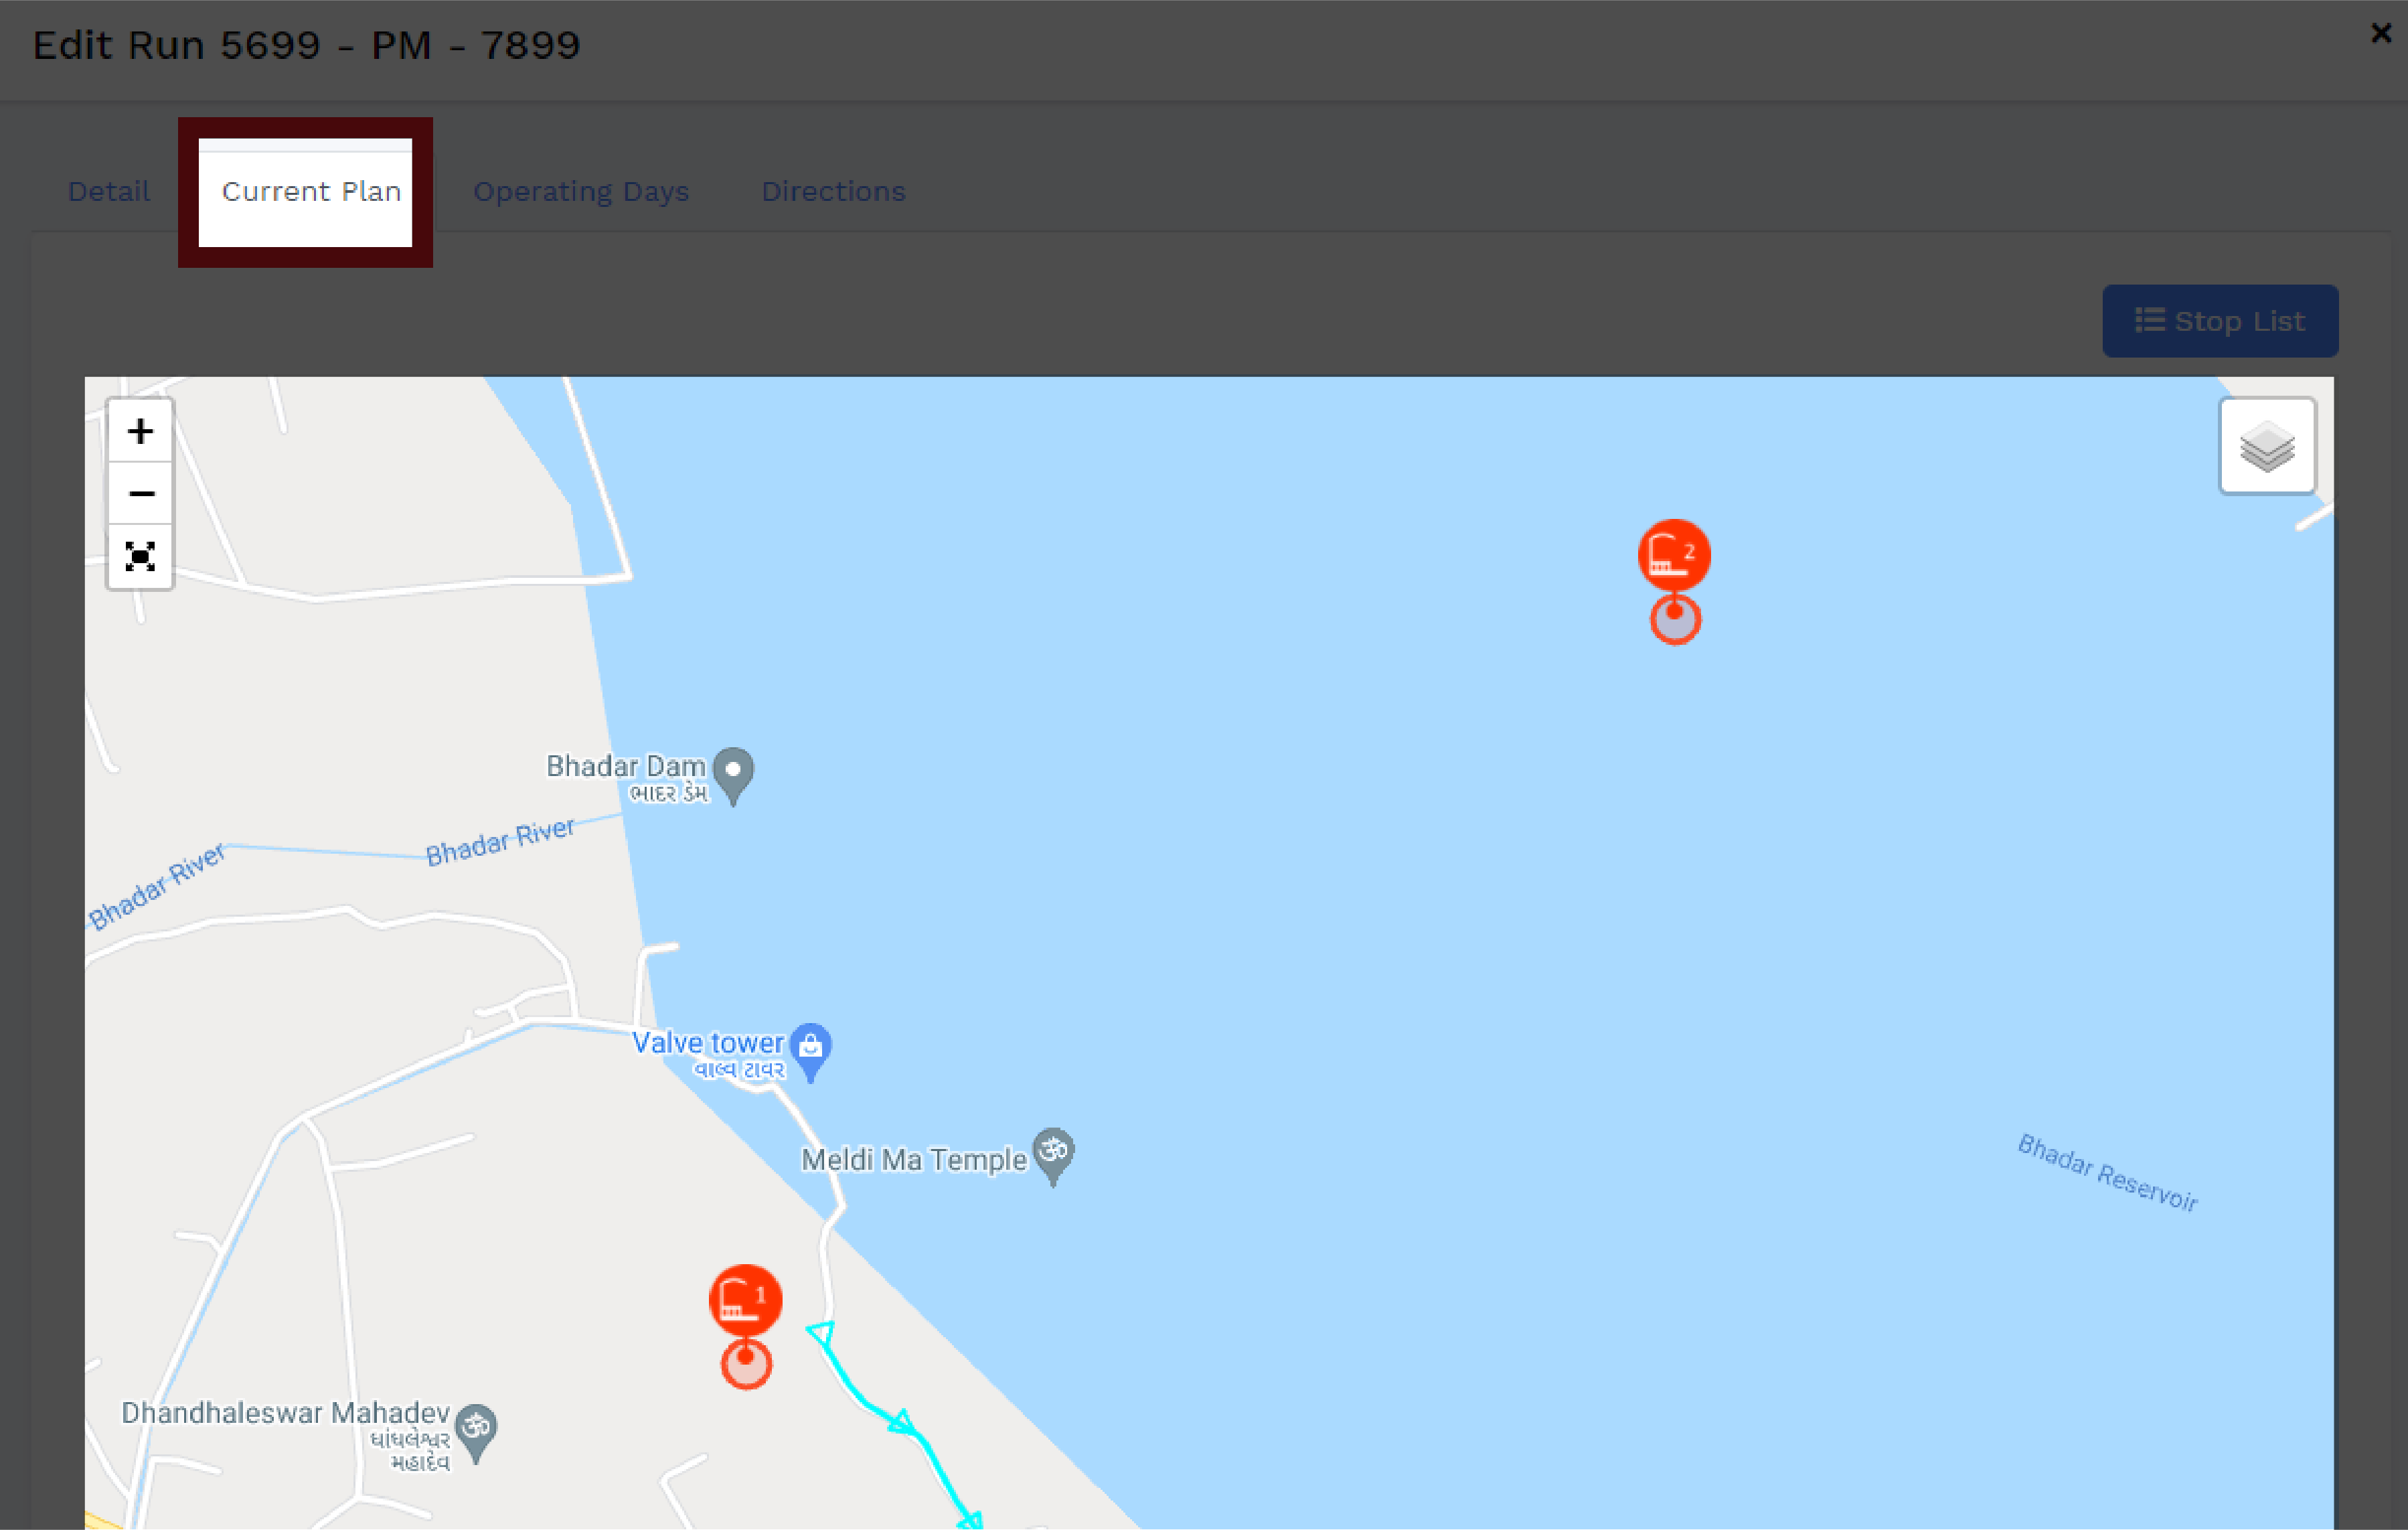 Edit Run 5699 - PM - 7899
×
Detail
Current Plan
Operating Days
Directions
Stop List
+
−
2
Bhadar Dam
ભાદર ડેમ
Bhadar River
Bhadar River
Valve tower
વાલ્વ ટાવર
Meldi Ma Temple
Bhadar Reservoir
1
Dhandhaleswar Mahadev
ધાંધલેશ્વર
મહાદેવ